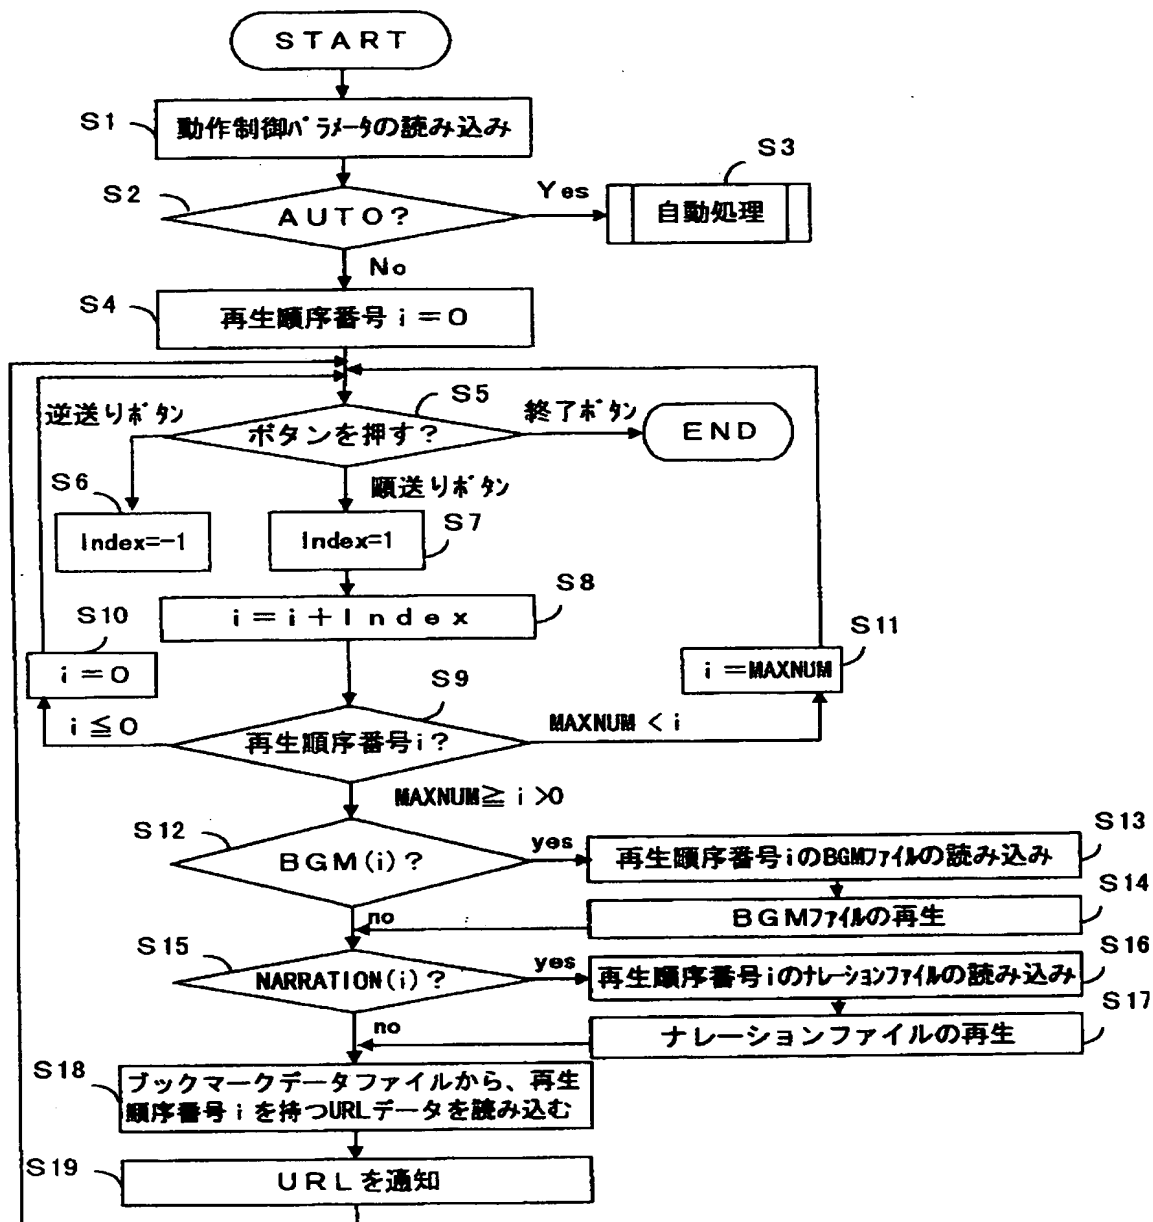 START
S1
動作制御パラメータの読み込み
S2
AUTO?
Yes
S3
自動処理
No
S4
再生順序番号 i=0
逆送りボタン
S5
ボタンを押す?
終了ボタン
END
S6
Index=-1
順送りボタン
S7
Index=1
S8
i=i+Index
S10
i=0
S11
i=MAXNUM
S9
i≦0
再生順序番号i?
MAXNUM < i
MAXNUM≧ i >0
S12
BGM(i)?
yes
S13
再生順序番号iのBGMファイルの読み込み
S14
BGMファイルの再生
no
S15
NARRATION(i)?
yes
S16
再生順序番号iのナレーションファイルの読み込み
S17
ナレーションファイルの再生
no
S18
ブックマークデータファイルから、再生
順序番号 i を持つURLデータを読み込む
S19
URLを通知